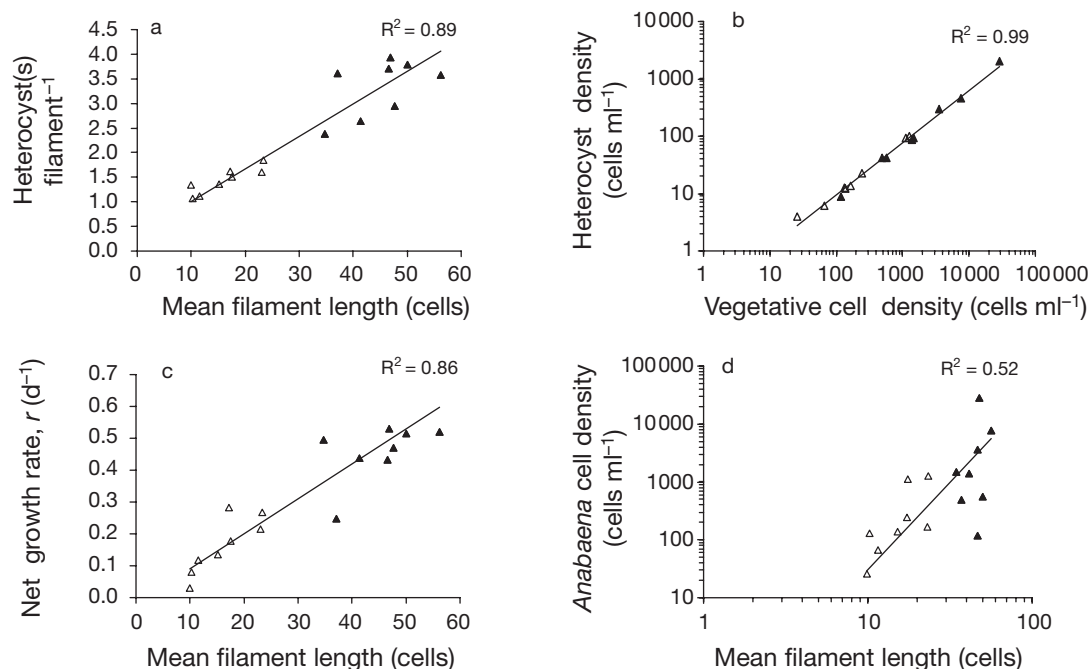 a
R² = 0.89
Heterocyst(s)
filament⁻¹
4.5
4.0
3.5
3.0
2.5
2.0
1.5
1.0
0.5
0.0
0 10 20 30 40 50 60
Mean filament length (cells)
b
R² = 0.99
Heterocyst density
(cells ml⁻¹)
10000
1000
100
10
1
1 10 100 1000 10000 100000
Vegetative cell density (cells ml⁻¹)
c
R² = 0.86
Net growth rate, r (d⁻¹)
0.7
0.6
0.5
0.4
0.3
0.2
0.1
0.0
0 10 20 30 40 50 60
Mean filament length (cells)
d
R² = 0.52
Anabaena cell density
(cells ml⁻¹)
100000
10000
1000
100
10
1 10 100
Mean filament length (cells)